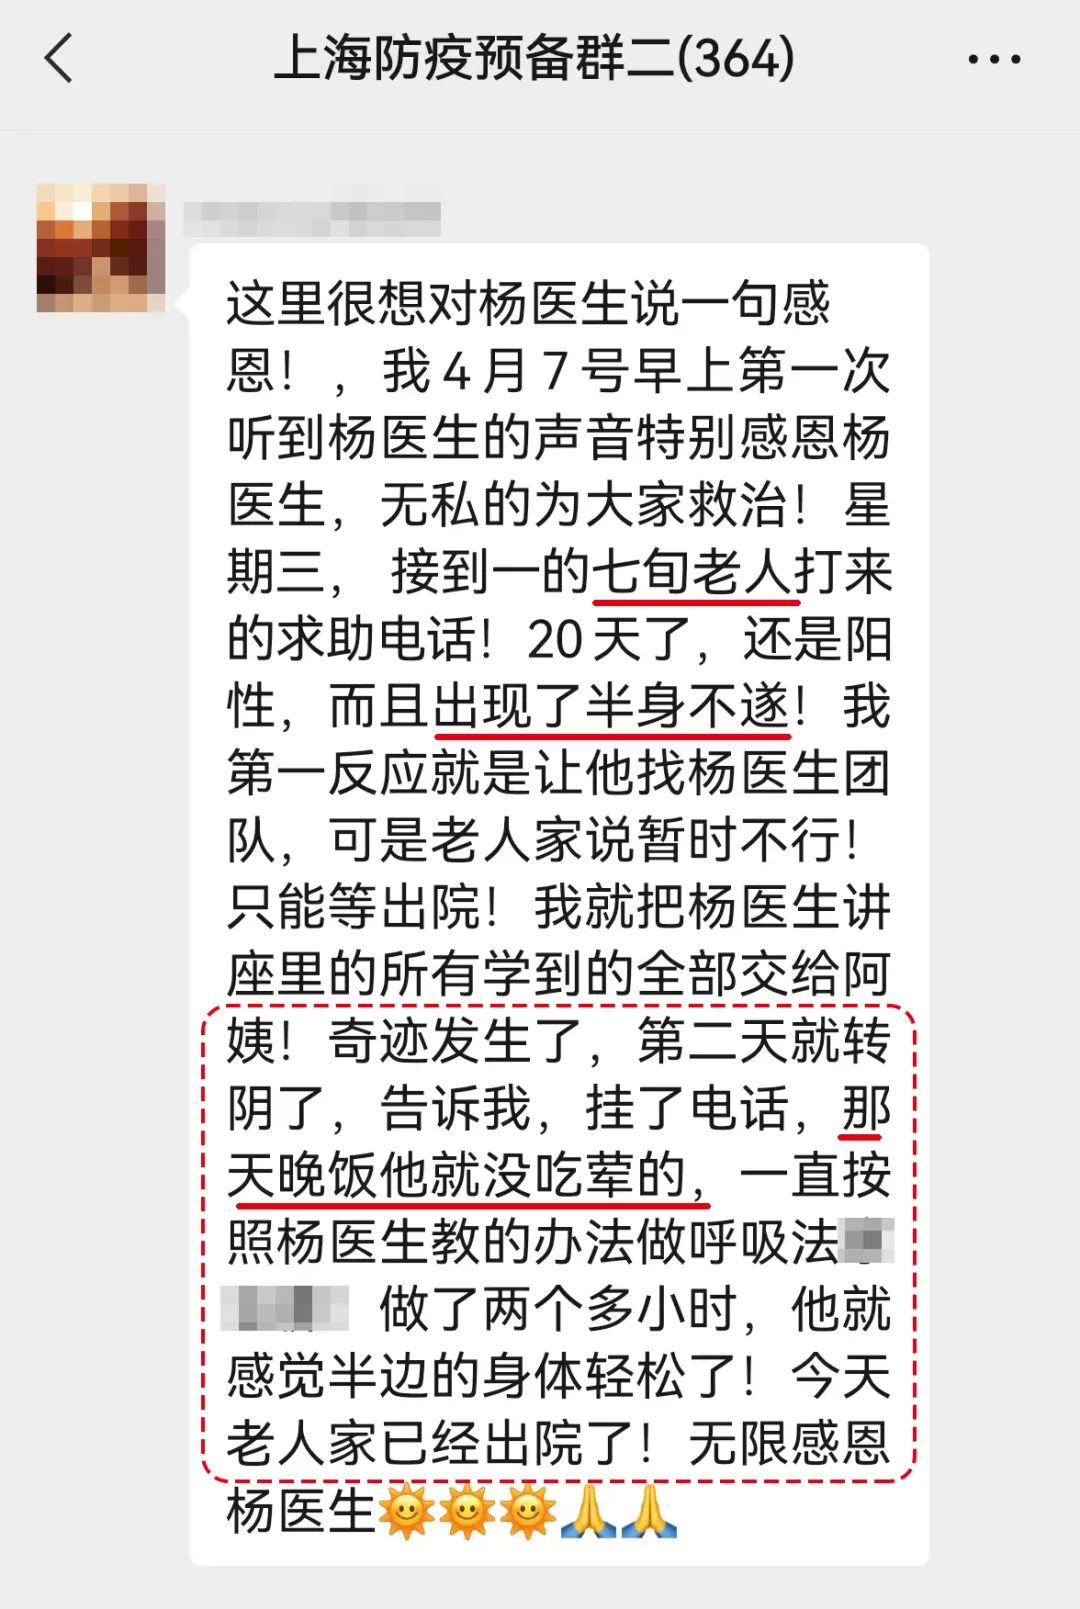 上海防疫预备群二(364)
这里很想对杨医生说一句感
恩！，我4月7号早上第一次
听到杨医生的声音特别感恩杨
医生，无私的为大家救治！星
期三， 接到一的七旬老人打来
的求助电话！20天了，还是阳
性，而且出现了半身不遂！我
第一反应就是让他找杨医生团
队，可是老人家说暂时不行！
只能等出院！我就把杨医生讲
座里的所有学到的全部交给阿
姨！奇迹发生了，第二天就转
阴了，告诉我，挂了电话，那
天晚饭他就没吃荤的，一直按
照杨医生教的办法做呼吸法
做了两个多小时，他就
感觉半边的身体轻松了！今天
老人家已经出院了！无限感恩
杨医生🌞🌞🌞🙏🙏